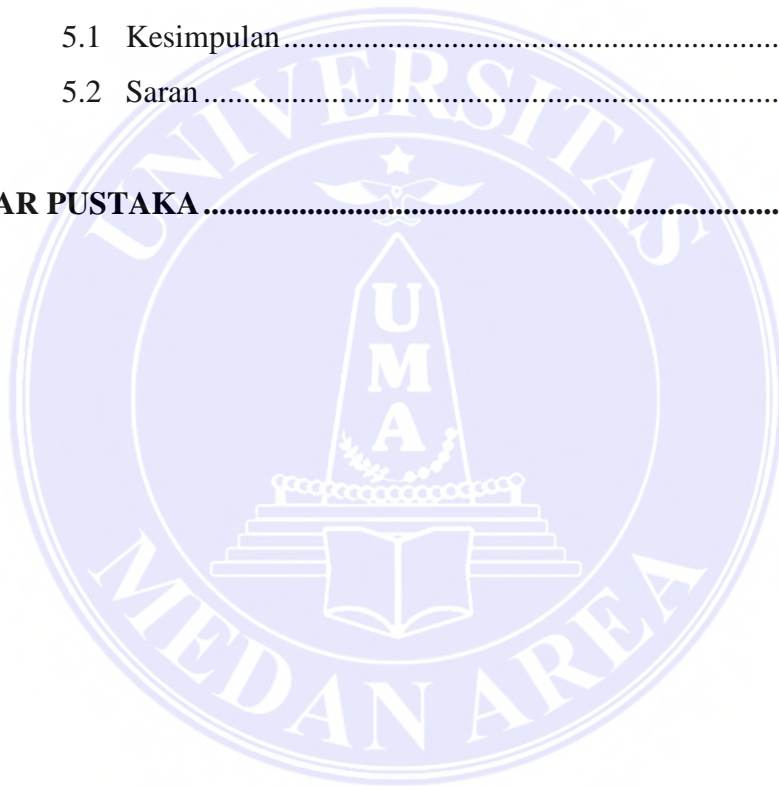 5.1 Kesimpulan..............................................................
5.2 Saran........................................................................
AR PUSTAKA........................................................................
UNIVERSITAS
UMA
MEDAN AREA